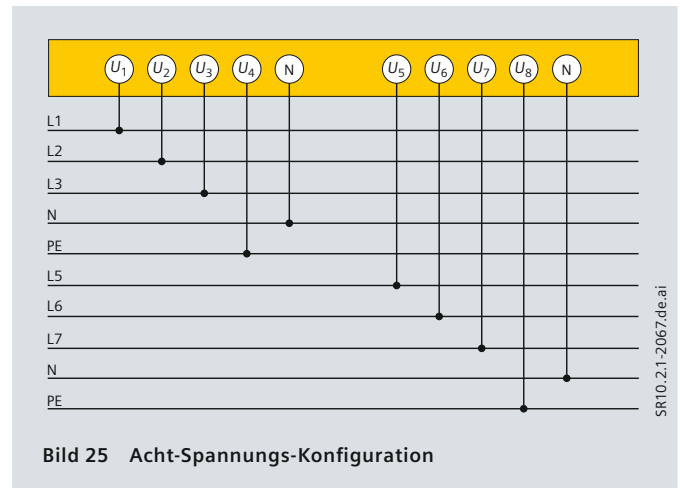 U1 U2 U3 U4 N U5 U6 U7 U8 N
L1
L2
L3
N
PE
L5
L6
L7
N
PE
SR10.2.1-2067.de.ai
Bild 25 Acht-Spannungs-Konfiguration